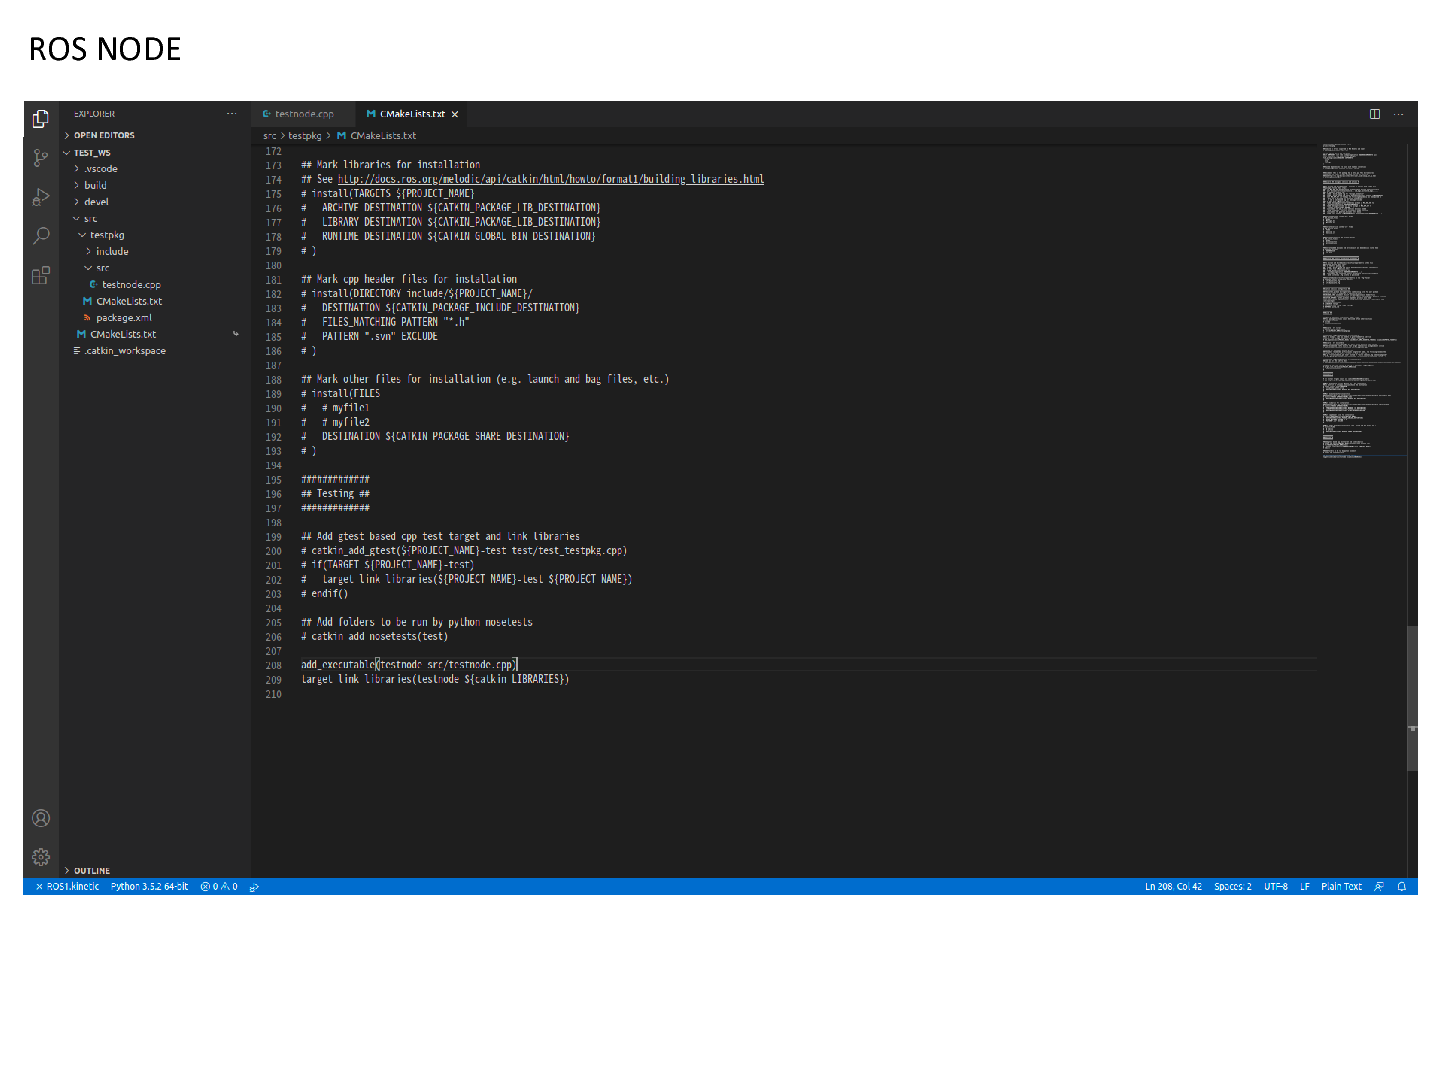 ROS NODE
EXPLORER
OPEN EDITORS
TEST_WS
.vscode
build
devel
src
testpkg
include
src
testnode.cpp
CMakeLists.txt
package.xml
CMakeLists.txt
.catkin_workspace
OUTLINE
testnode.cpp CMakeLists.txt
src > testpkg > CMakeLists.txt
172
173 ## Mark libraries for installation
174 ## See http://docs.ros.org/melodic/api/catkin/html/howto/format1/building_libraries.html
175 # install(TARGETS ${PROJECT_NAME}
176 #   ARCHIVE DESTINATION ${CATKIN_PACKAGE_LIB_DESTINATION}
177 #   LIBRARY DESTINATION ${CATKIN_PACKAGE_LIB_DESTINATION}
178 #   RUNTIME DESTINATION ${CATKIN_GLOBAL_BIN_DESTINATION}
179 # )
180
181 ## Mark cpp header files for installation
182 # install(DIRECTORY include/${PROJECT_NAME}/
183 #   DESTINATION ${CATKIN_PACKAGE_INCLUDE_DESTINATION}
184 #   FILES_MATCHING PATTERN "*.h"
185 #   PATTERN ".svn" EXCLUDE
186 # )
187
188 ## Mark other files for installation (e.g. launch and bag files, etc.)
189 # install(FILES
190 #   # myfile1
191 #   # myfile2
192 #   DESTINATION ${CATKIN_PACKAGE_SHARE_DESTINATION}
193 # )
194
195 #############
196 ## Testing ##
197 #############
198
199 ## Add gtest based cpp test target and link libraries
200 # catkin_add_gtest(${PROJECT_NAME}-test test/test_testpkg.cpp)
201 # if(TARGET ${PROJECT_NAME}-test)
202 #   target_link_libraries(${PROJECT_NAME}-test ${PROJECT_NAME})
203 # endif()
204
205 ## Add folders to be run by python nosetests
206 # catkin_add_nosetests(test)
207
208 add_executable(testnode src/testnode.cpp)
209 target_link_libraries(testnode ${catkin_LIBRARIES})
210
ROS1.kinetic Python 3.5.2 64-bit 0 0 Ln 208, Col 42 Spaces: 2 UTF-8 LF Plain Text